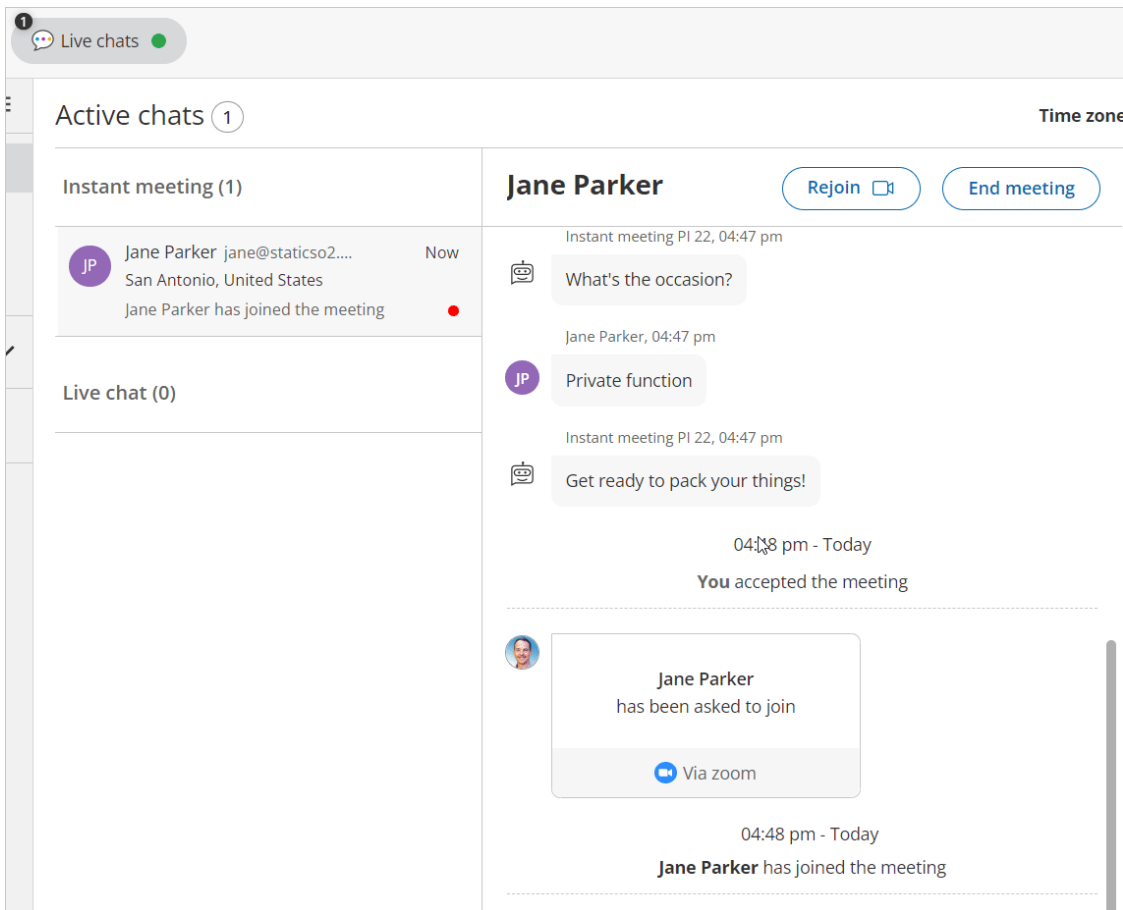 1
Live chats
Active chats 1
Time zone
Instant meeting (1)
JP
Jane Parker jane@staticso2.... Now
San Antonio, United States
Jane Parker has joined the meeting
Live chat (0)
Jane Parker
Rejoin
End meeting
Instant meeting PI 22, 04:47 pm
What's the occasion?
Jane Parker, 04:47 pm
JP
Private function
Instant meeting PI 22, 04:47 pm
Get ready to pack your things!
04:48 pm - Today
You accepted the meeting
Jane Parker
has been asked to join
Via zoom
04:48 pm - Today
Jane Parker has joined the meeting